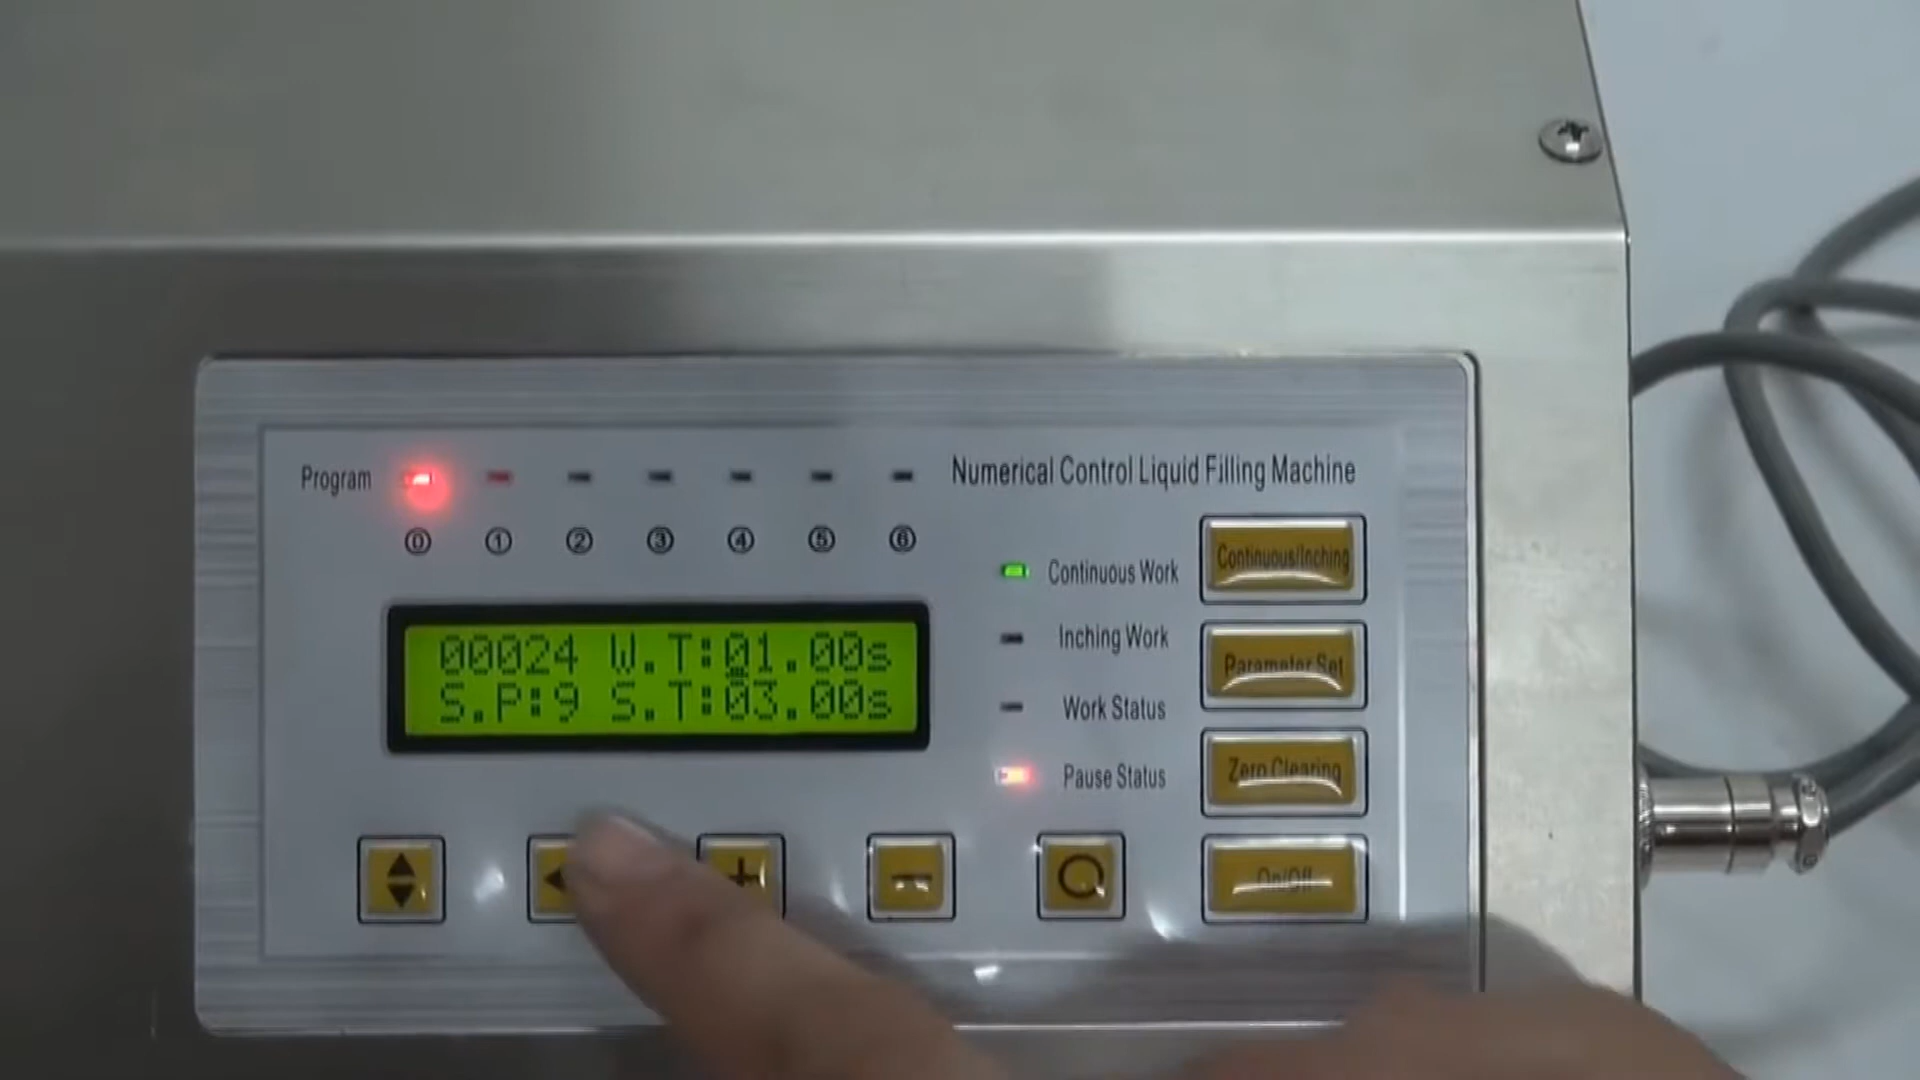 Program
Numerical Control Liquid Filling Machine
⓪ ① ② ③ ④ ⑤ ⑥
Continuous Work
Continuous/Inching
00024 W.T:01.00s
S.P:9 S.T:03.00s
Inching Work
Parameter Set
Work Status
Pause Status
Zero Clearing
+
On/Off